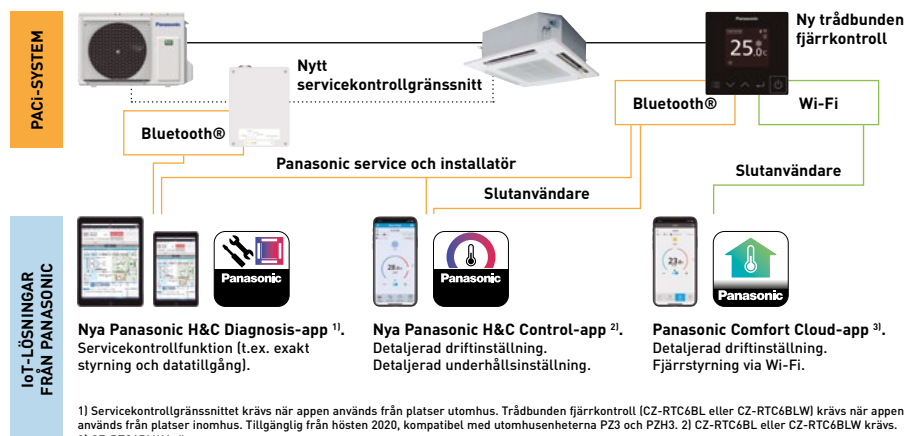 PACi-SYSTEM
Panasonic
Nytt
servicekontrollgränssnitt
Panasonic
25.0c
Ny trådbunden
fjärrkontroll
Bluetooth®
Bluetooth®
Wi-Fi
Panasonic service och installatör
Slutanvändare
Slutanvändare
IoT-LÖSNINGAR
FRÅN PANASONIC
Panasonic
Panasonic
Panasonic
Nya Panasonic H&C Diagnosis-app 1).
Servicekontrollfunktion (t.ex. exakt
styrning och datatillgång).
Nya Panasonic H&C Control-app 2).
Detaljerad driftinställning.
Detaljerad underhållsinställning.
Panasonic Comfort Cloud-app 3).
Detaljerad driftinställning.
Fjärrstyrning via Wi-Fi.
1) Servicekontrollgränssnittet krävs när appen används från platser utomhus. Trådbunden fjärrkontroll (CZ-RTC6BL eller CZ-RTC6BLW) krävs när appen
används från platser inomhus. Tillgänglig från hösten 2020, kompatibel med utomhusenheterna PZ3 och PZH3. 2) CZ-RTC6BL eller CZ-RTC6BLW krävs.